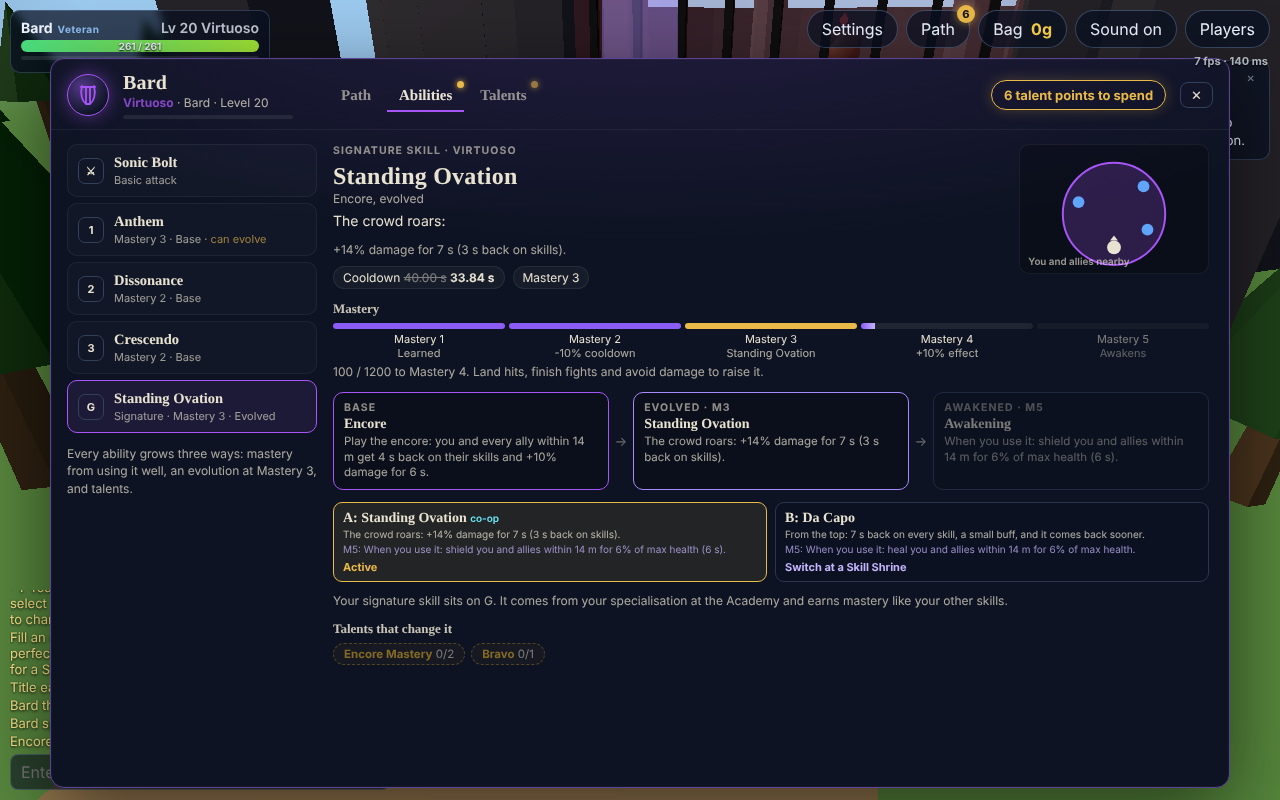 Bard Veteran Lv 20 Virtuoso
261 / 261
Settings
Path 6
Bag 0g
Sound on
Players
7 fps · 140 ms
Bard
Virtuoso · Bard · Level 20
Path
Abilities
Talents
6 talent points to spend
×
×
on.
Sonic Bolt
Basic attack
1
Anthem
Mastery 3 · Base · can evolve
2
Dissonance
Mastery 2 · Base
3
Crescendo
Mastery 2 · Base
G
Standing Ovation
Signature · Mastery 3 · Evolved
Every ability grows three ways: mastery
from using it well, an evolution at Mastery 3,
and talents.
SIGNATURE SKILL · VIRTUOSO
Standing Ovation
Encore, evolved
The crowd roars:
+14% damage for 7 s (3 s back on skills).
Cooldown 40.00 s 33.84 s
Mastery 3
You and allies nearby
Mastery
Mastery 1
Learned
Mastery 2
-10% cooldown
Mastery 3
Standing Ovation
Mastery 4
+10% effect
Mastery 5
Awakens
100 / 1200 to Mastery 4. Land hits, finish fights and avoid damage to raise it.
BASE
Encore
Play the encore: you and every ally within 14
m get 4 s back on their skills and +10%
damage for 6 s.
→
EVOLVED · M3
Standing Ovation
The crowd roars: +14% damage for 7 s (3 s
back on skills).
→
AWAKENED · M5
Awakening
When you use it: shield you and allies within
14 m for 6% of max health (6 s).
A: Standing Ovation co-op
The crowd roars: +14% damage for 7 s (3 s back on skills).
M5: When you use it: shield you and allies within 14 m for 6% of max health (6 s).
Active
B: Da Capo
From the top: 7 s back on every skill, a small buff, and it comes back sooner.
M5: When you use it: heal you and allies within 14 m for 6% of max health.
Switch at a Skill Shrine
Your signature skill sits on G. It comes from your specialisation at the Academy and earns mastery like your other skills.
Talents that change it
Encore Mastery 0/2
Bravo 0/1
select
to chan
Fill an
perfec
for a S
Title ea
Bard th
Bard s
Encore
Ente